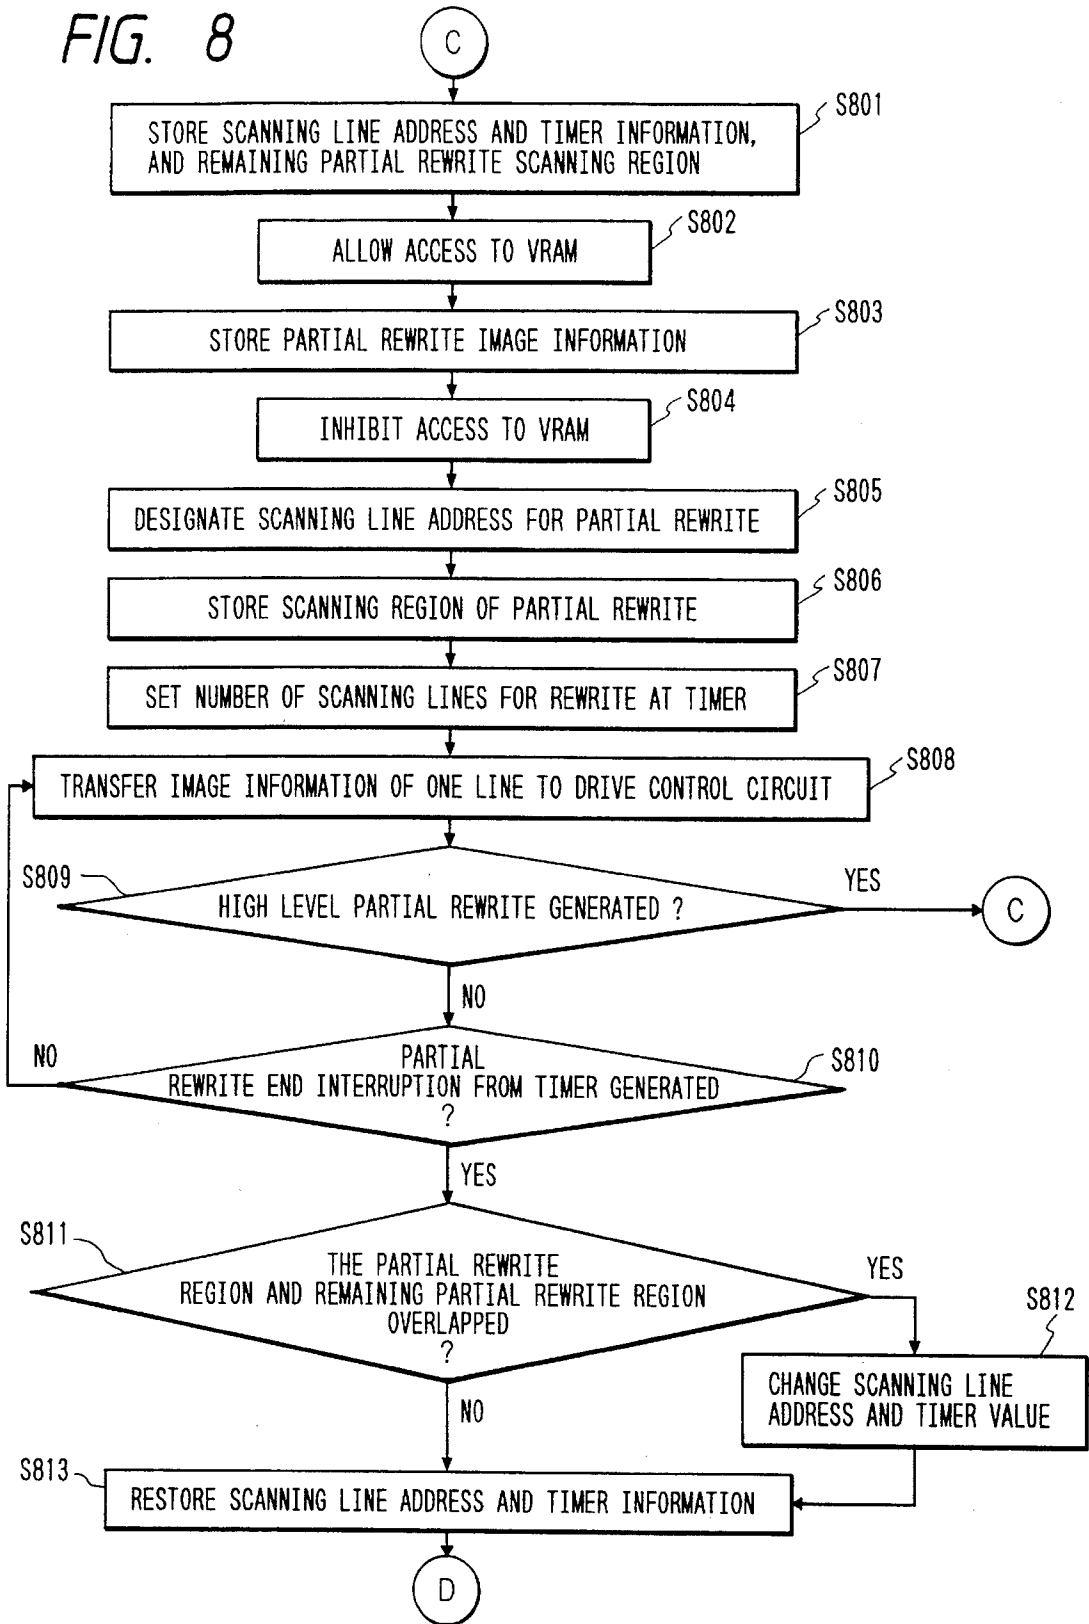 FIG. 8
C
S801
STORE SCANNING LINE ADDRESS AND TIMER INFORMATION,
AND REMAINING PARTIAL REWRITE SCANNING REGION
S802
ALLOW ACCESS TO VRAM
S803
STORE PARTIAL REWRITE IMAGE INFORMATION
S804
INHIBIT ACCESS TO VRAM
S805
DESIGNATE SCANNING LINE ADDRESS FOR PARTIAL REWRITE
S806
STORE SCANNING REGION OF PARTIAL REWRITE
S807
SET NUMBER OF SCANNING LINES FOR REWRITE AT TIMER
S808
TRANSFER IMAGE INFORMATION OF ONE LINE TO DRIVE CONTROL CIRCUIT
S809
HIGH LEVEL PARTIAL REWRITE GENERATED ?
YES
C
NO
NO
S810
PARTIAL
REWRITE END INTERRUPTION FROM TIMER GENERATED
?
YES
S811
THE PARTIAL REWRITE
REGION AND REMAINING PARTIAL REWRITE REGION
OVERLAPPED
?
YES
S812
CHANGE SCANNING LINE
ADDRESS AND TIMER VALUE
NO
S813
RESTORE SCANNING LINE ADDRESS AND TIMER INFORMATION
D